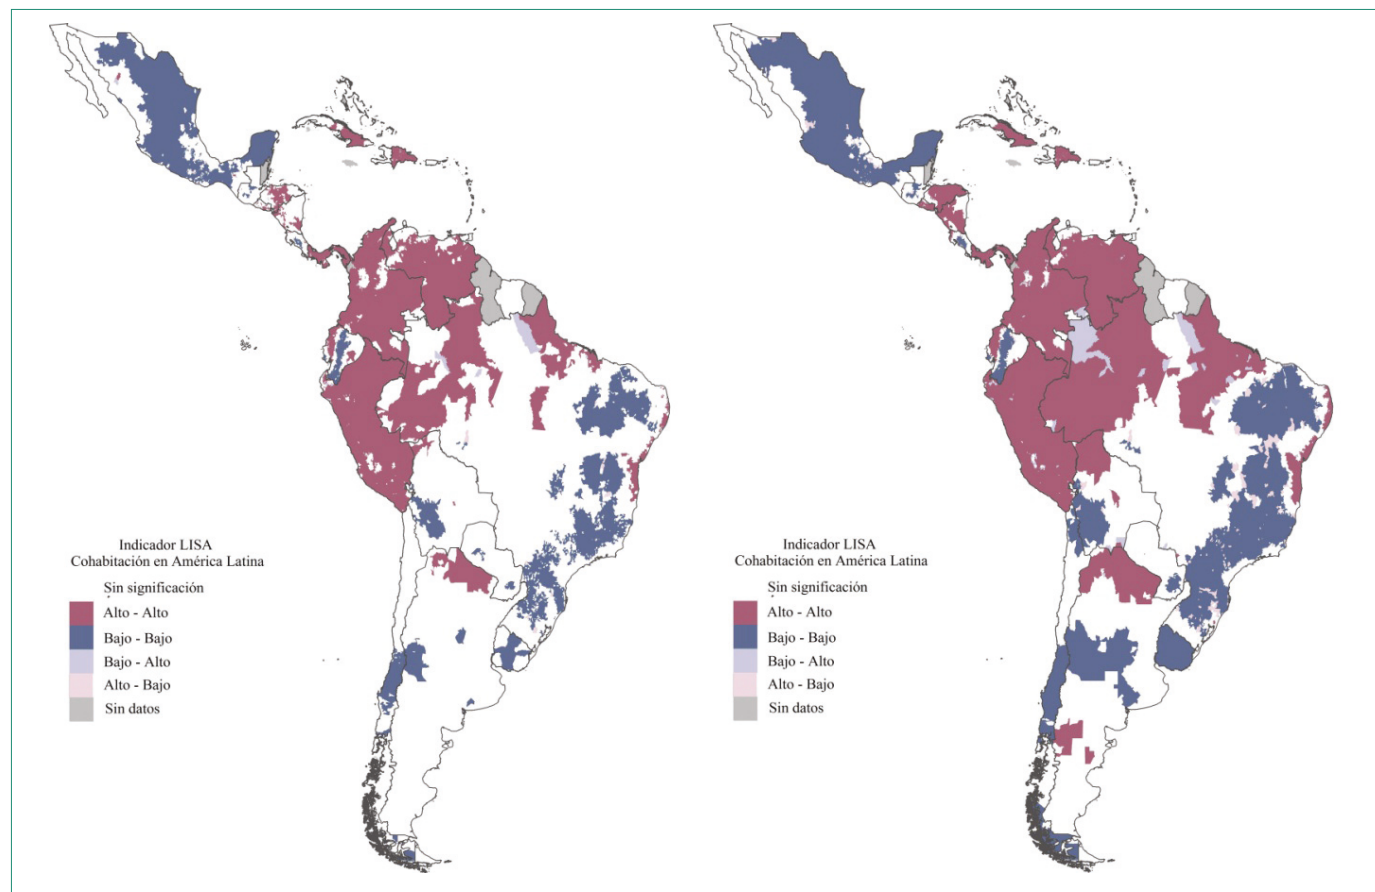 Indicador LISA
Cohabitación en América Latina
Sin significación
Alto - Alto
Bajo - Bajo
Bajo - Alto
Alto - Bajo
Sin datos
Indicador LISA
Cohabitación en América Latina
Sin significación
Alto - Alto
Bajo - Bajo
Bajo - Alto
Alto - Bajo
Sin datos